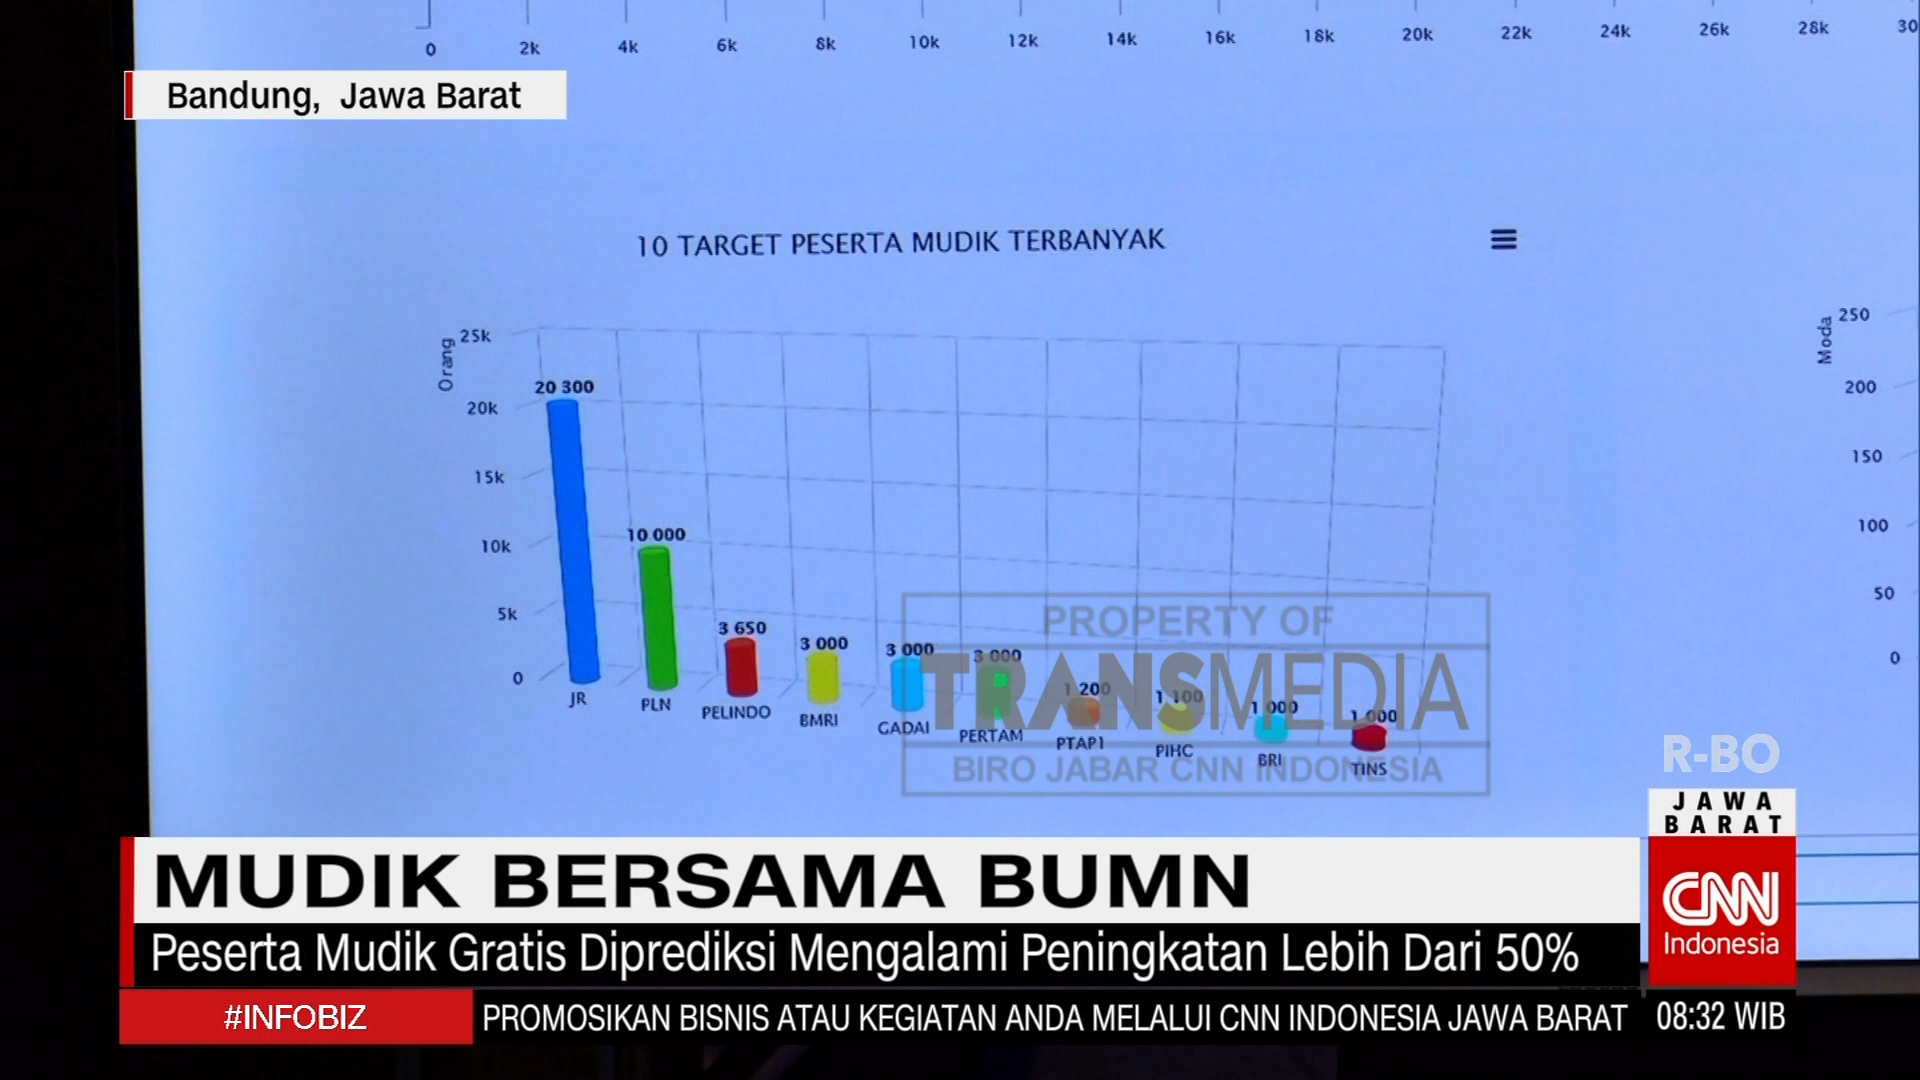 0 2k 4k 6k 8k 10k 12k 14k 16k 18k 20k 22k 24k 26k 28k 30
Bandung, Jawa Barat
10 TARGET PESERTA MUDIK TERBANYAK
Orang
25k
20k
15k
10k
5k
0
20 300
10 000
3 650
3 000
3 000
3 000
1 200
1 100
1 000
1 000
JR
PLN
PELINDO
BMRI
GADAI
PERTAM
PTAP1
PIHC
BRI
TINS
Moda
250
200
150
100
50
0
PROPERTY OF
TRANSMEDIA
BIRO JABAR CNN INDONESIA
R-BO
JAWA
BARAT
CNN
Indonesia
MUDIK BERSAMA BUMN
Peserta Mudik Gratis Diprediksi Mengalami Peningkatan Lebih Dari 50%
#INFOBIZ
PROMOSIKAN BISNIS ATAU KEGIATAN ANDA MELALUI CNN INDONESIA JAWA BARAT
08:32 WIB